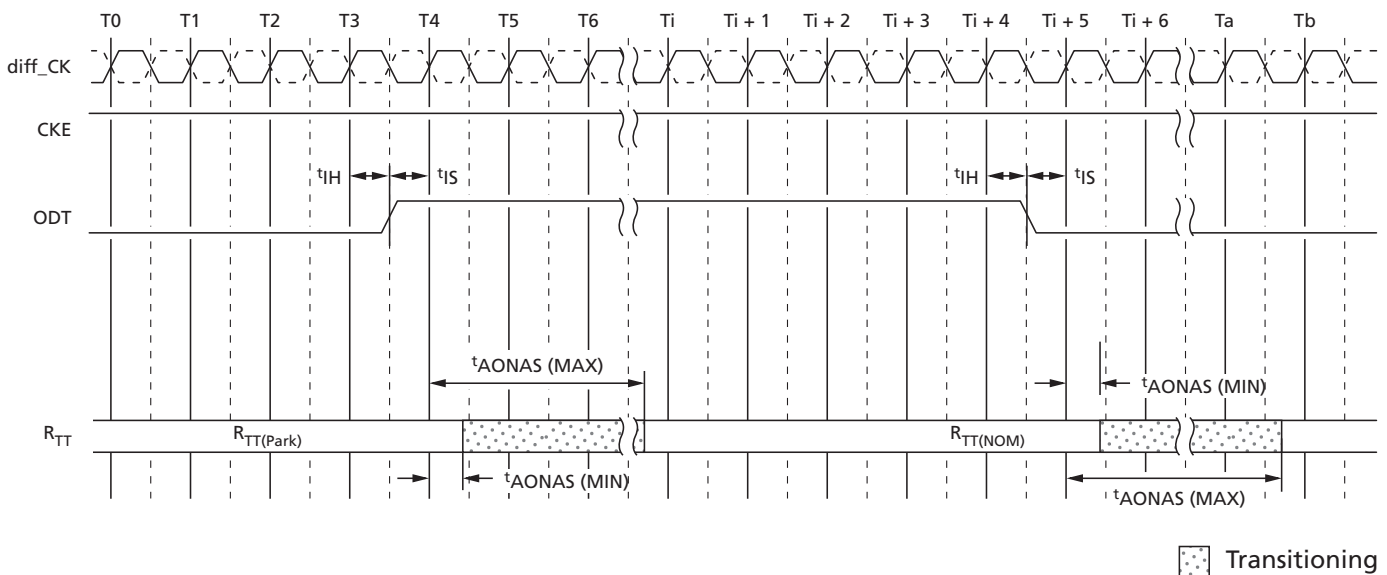 T0 T1 T2 T3 T4 T5 T6 Ti Ti + 1 Ti + 2 Ti + 3 Ti + 4 Ti + 5 Ti + 6 Ta Tb
diff_CK
CKE
tIH tIS tIH tIS
ODT
tAONAS (MAX)
tAONAS (MIN)
RTT RTT(Park) RTT(NOM)
tAONAS (MIN)
tAONAS (MAX)
Transitioning